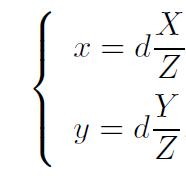 x = d X/Z
y = d Y/Z